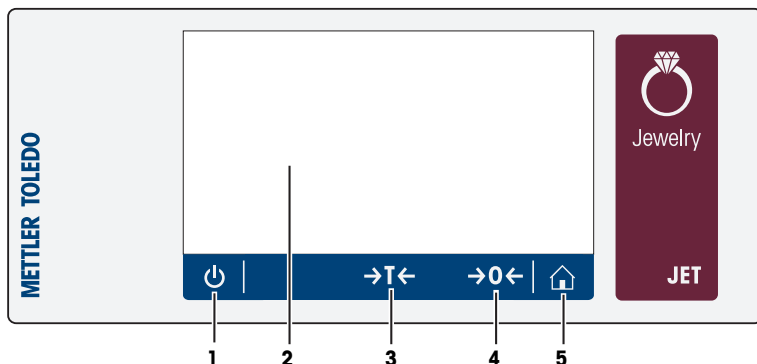 METTLER TOLEDO
Jewelry
→T← →0←
JET
1 2 3 4 5